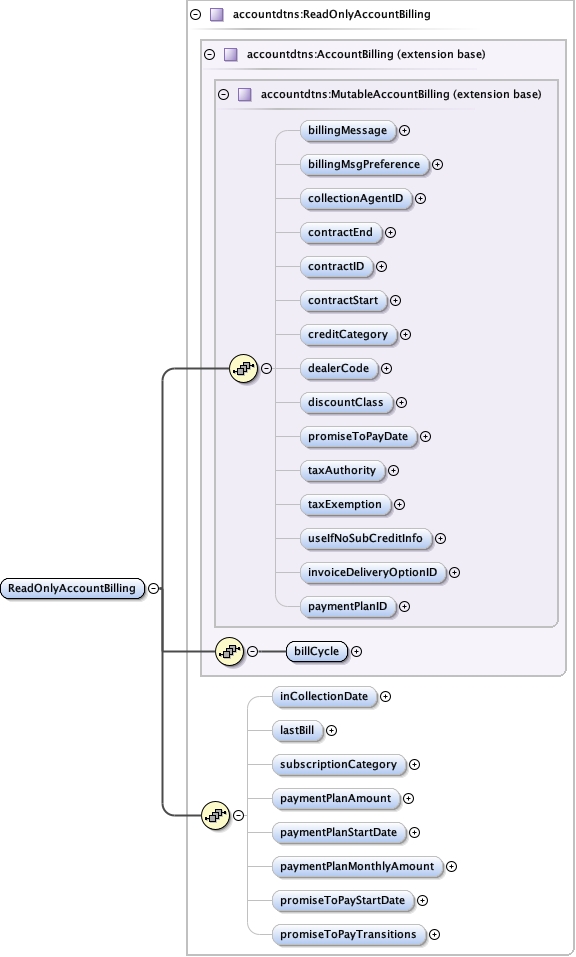 accountdtns:ReadOnlyAccountBilling
accountdtns:AccountBilling (extension base)
accountdtns:MutableAccountBilling (extension base)
billingMessage
billingMsgPreference
collectionAgentID
contractEnd
contractID
contractStart
creditCategory
dealerCode
discountClass
promiseToPayDate
taxAuthority
taxExemption
useIfNoSubCreditInfo
invoiceDeliveryOptionID
ReadOnlyAccountBilling
paymentPlanID
billCycle
inCollectionDate
lastBill
subscriptionCategory
paymentPlanAmount
paymentPlanStartDate
paymentPlanMonthlyAmount
promiseToPayStartDate
promiseToPayTransitions